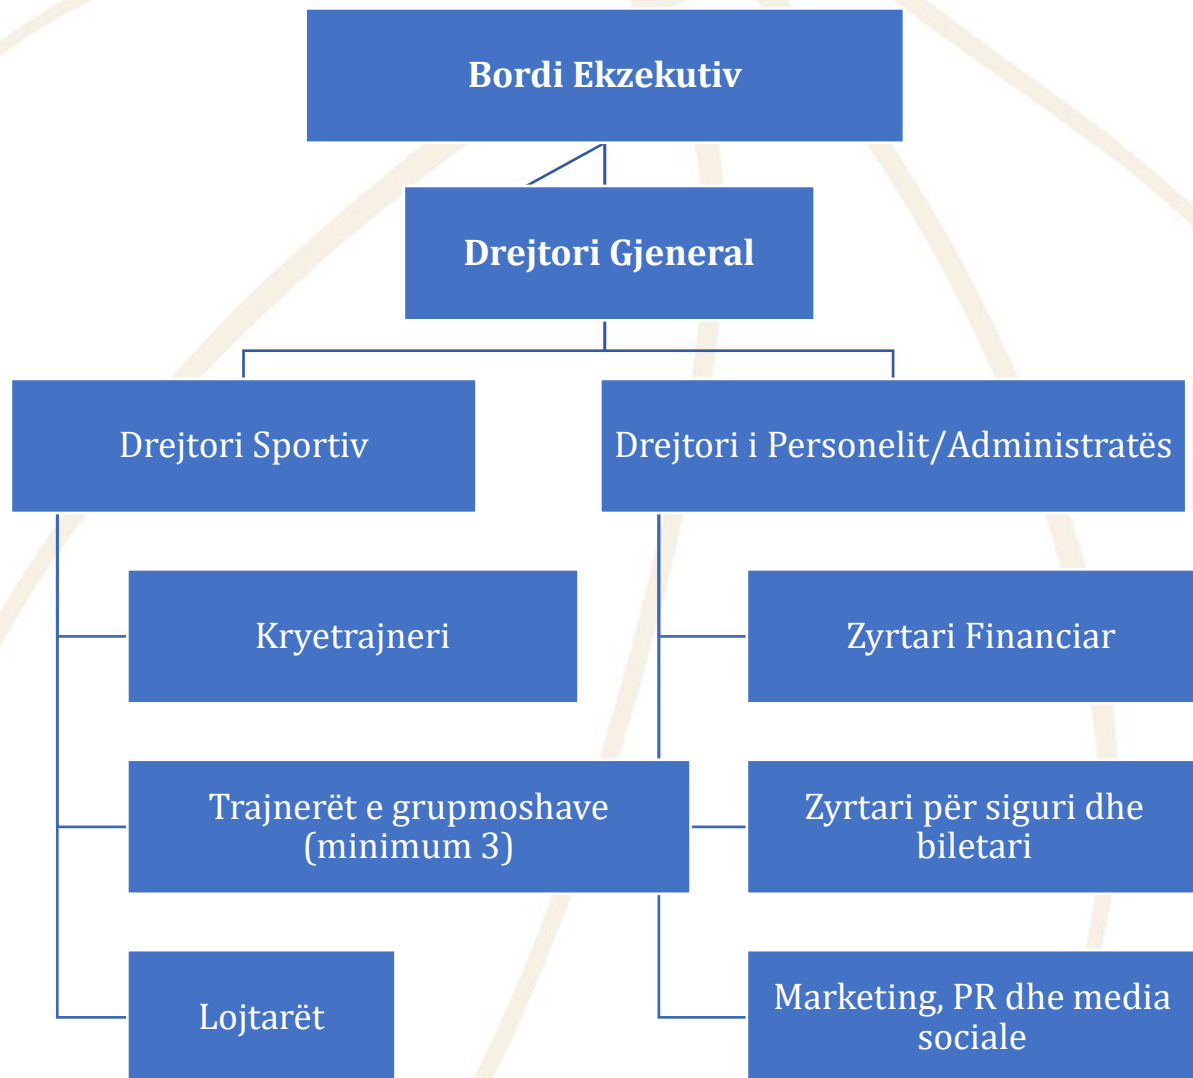 Bordi Ekzekutiv
Drejtori Gjeneral
Drejtori Sportiv
Drejtori i Personelit/Administratës
Kryetrajneri
Zyrtari Financiar
Trajnerët e grupmoshave
(minimum 3)
Zyrtari për siguri dhe
biletari
Lojtarët
Marketing, PR dhe media
sociale